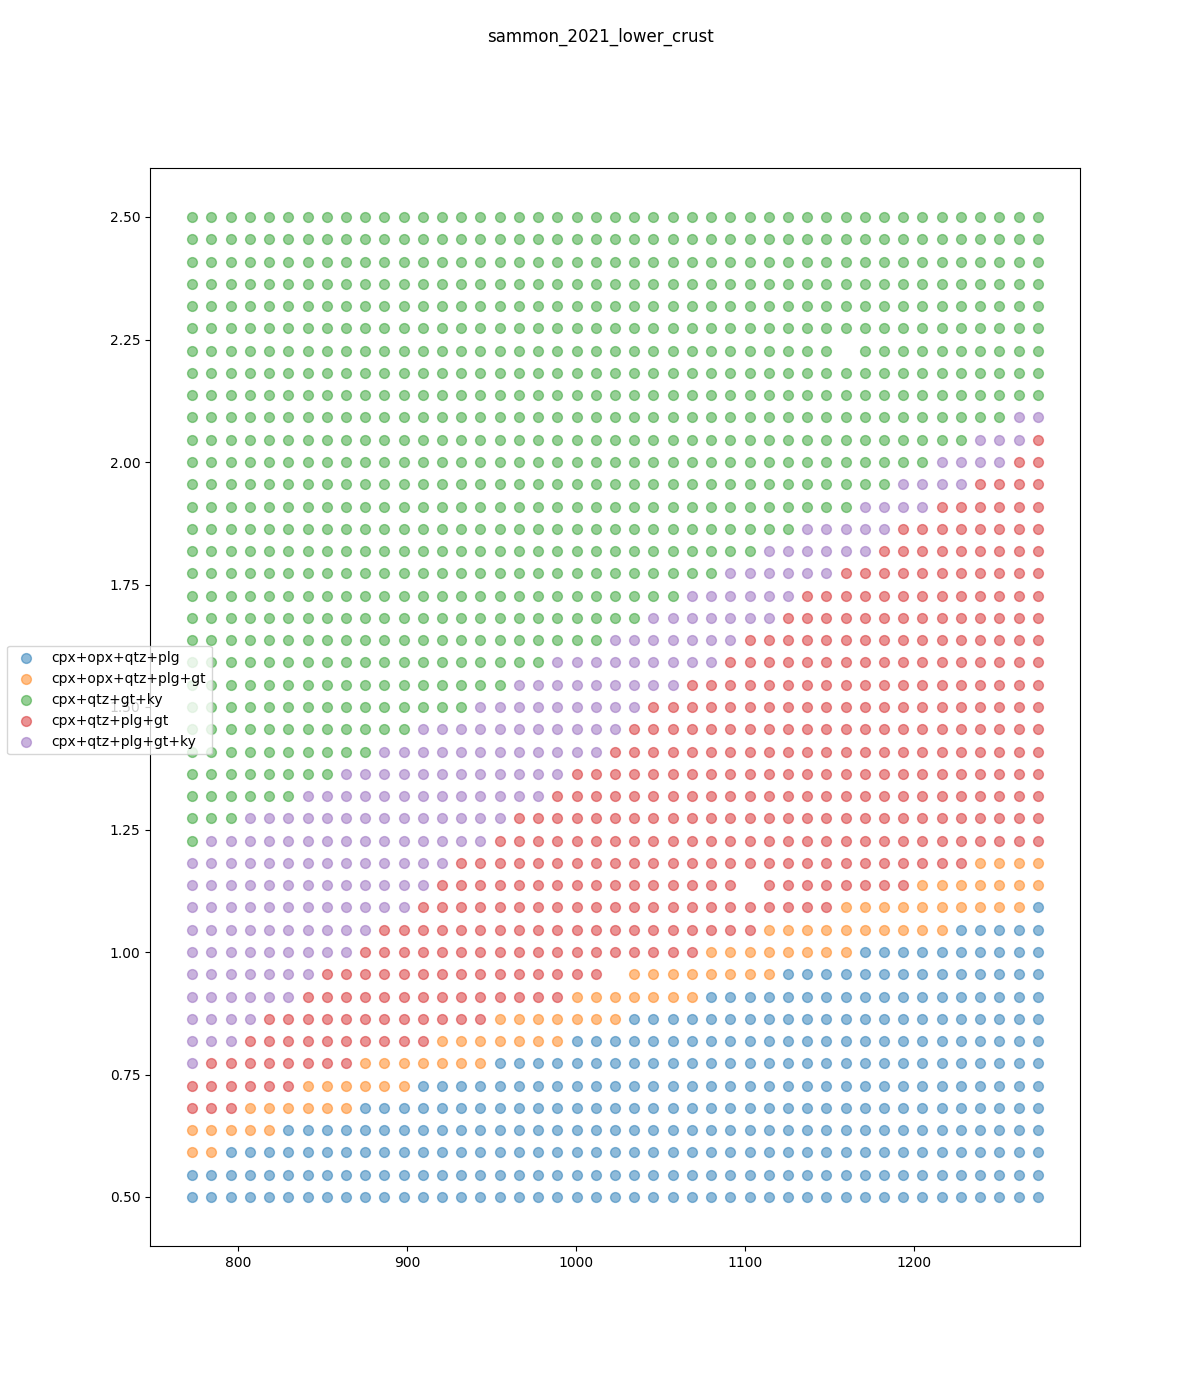 sammon_2021_lower_crust
2.50
2.25
2.00
1.75
cpx+opx+qtz+plg
cpx+opx+qtz+plg+gt
cpx+qtz+gt+ky
1.50
cpx+qtz+plg+gt
cpx+qtz+plg+gt+ky
1.25
1.00
0.75
0.50
800 900 1000 1100 1200